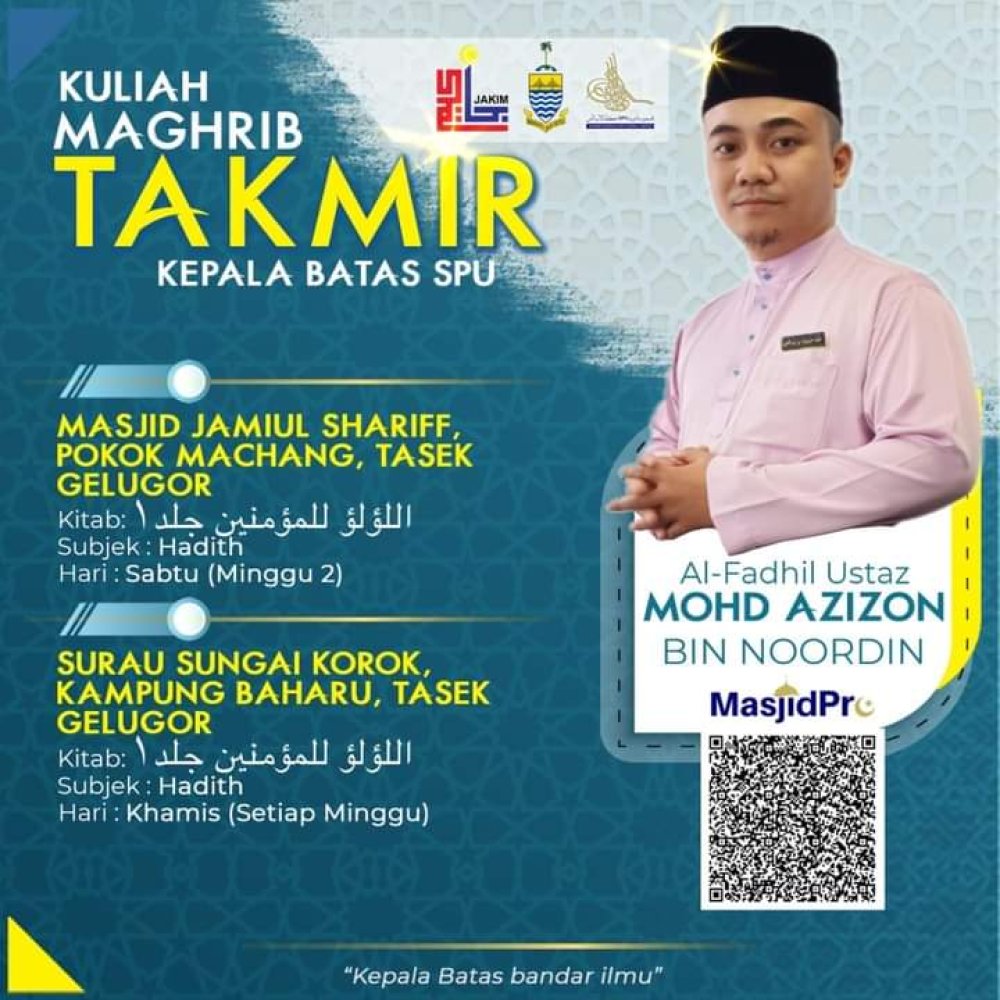 KULIAH
MAGHRIB
TAKMIR
KEPALA BATAS SPU
JAKIM
MASJID JAMIUL SHARIFF,
POKOK MACHANG, TASEK
GELUGOR
Kitab: اللؤلؤ للمؤمنين جلد ١
Subjek : Hadith
Hari : Sabtu (Minggu 2)
SURAU SUNGAI KOROK,
KAMPUNG BAHARU, TASEK
GELUGOR
Kitab: اللؤلؤ للمؤمنين جلد ١
Subjek : Hadith
Hari : Khamis (Setiap Minggu)
Al-Fadhil Ustaz
MOHD AZIZON
BIN NOORDIN
MasjidPro
“Kepala Batas bandar ilmu”